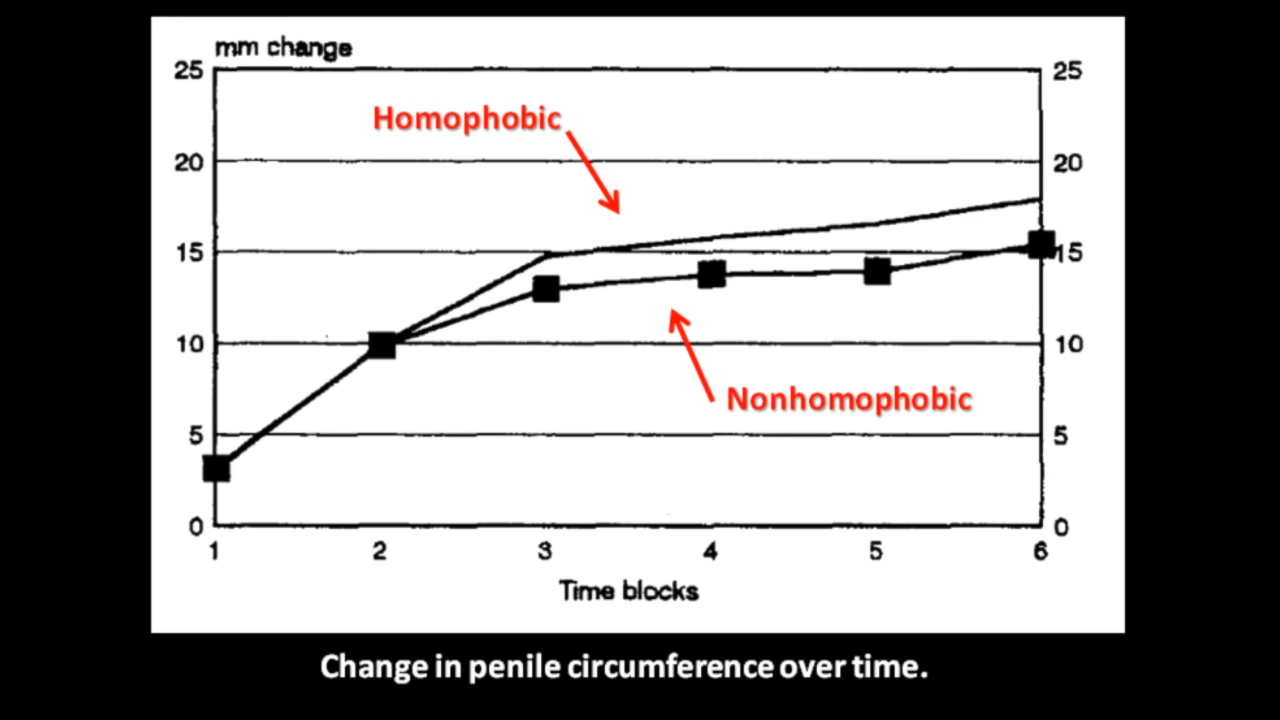 mm change
25 25
Homophobic
20 20
15 15
10 10
Nonhomophobic
5 5
0 0
1 2 3 4 5 6
Time blocks
Change in penile circumference over time.